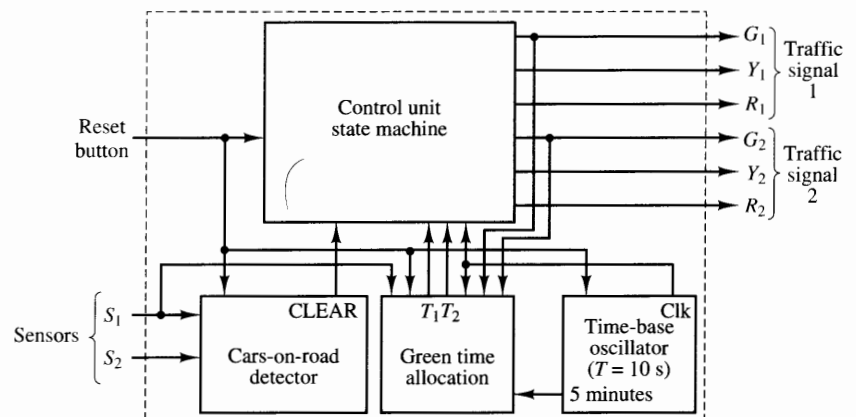 Control unit
state machine
Reset
button
G₁
Y₁
R₁
Traffic
signal
1
G₂
Y₂
R₂
Traffic
signal
2
Sensors
S₁
S₂
CLEAR
Cars-on-road
detector
T₁T₂
Green time
allocation
Clk
Time-base
oscillator
(T = 10 s)
5 minutes